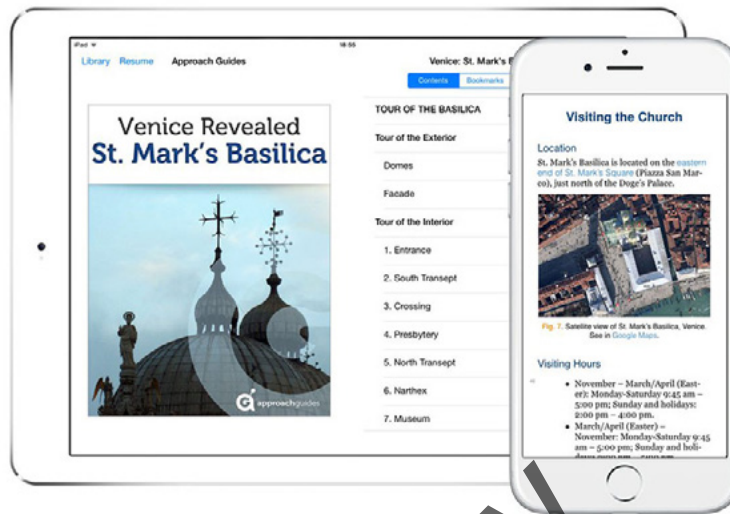 iPad
18:55
Library Resume Approach Guides
Venice: St. Mark's B
Contents Bookmarks
Venice Revealed
St. Mark's Basilica
approachguides
TOUR OF THE BASILICA
Tour of the Exterior
Domes
Facade
Tour of the Interior
1. Entrance
2. South Transept
3. Crossing
4. Presbytery
5. North Transept
6. Narthex
7. Museum
Visiting the Church
Location
St. Mark's Basilica is located on the eastern
end of St. Mark's Square (Piazza San Mar-
co), just north of the Doge's Palace.
Fig. 7. Satellite view of St. Mark's Basilica, Venice.
See in Google Maps.
Visiting Hours
• November – March/April (East-
er): Monday-Saturday 9:45 am –
5:00 pm; Sunday and holidays:
2:00 pm – 4:00 pm.
• March/April (Easter) –
November: Monday-Saturday 9:45
am – 5:00 pm; Sunday and holi-